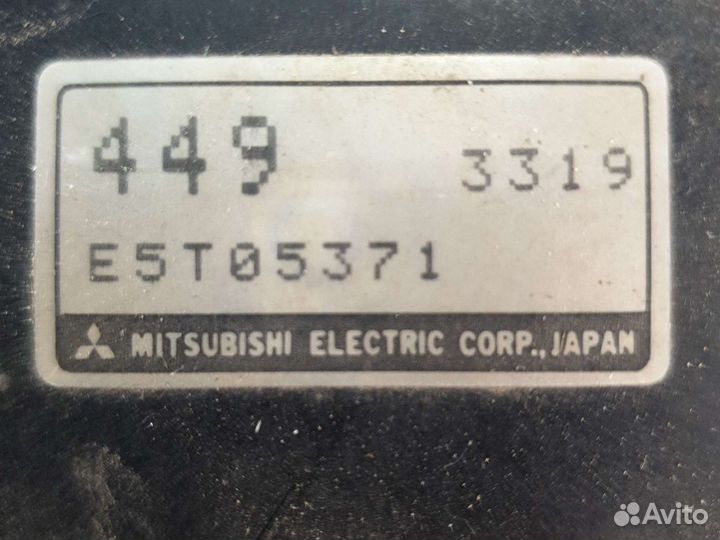 449 3319
E5T05371
MITSUBISHI ELECTRIC CORP., JAPAN
Avito